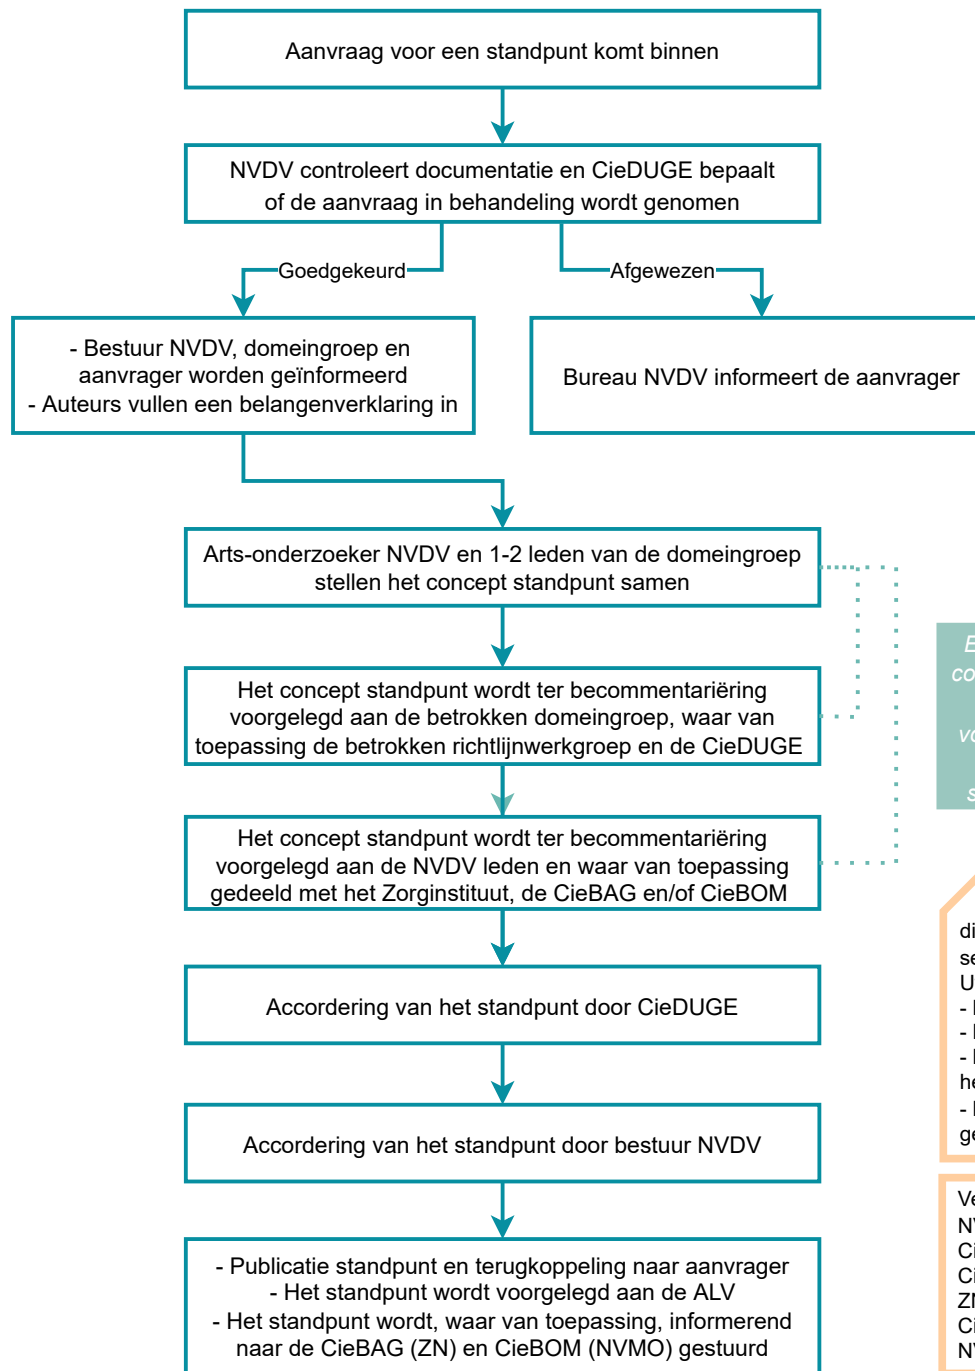 Aanvraag voor een standpunt komt binnen
NVDV controleert documentatie en CieDUGE bepaalt
of de aanvraag in behandeling wordt genomen
Goedgekeurd
Afgewezen
- Bestuur NVDV, domeingroep en
aanvrager worden geïnformeerd
- Auteurs vullen een belangenverklaring in
Bureau NVDV informeert de aanvrager
Arts-onderzoeker NVDV en 1-2 leden van de domeingroep
stellen het concept standpunt samen
Het concept standpunt wordt ter becommentariëring
voorgelegd aan de betrokken domeingroep, waar van
toepassing de betrokken richtlijnwerkgroep en de CieDUGE
Het concept standpunt wordt ter becommentariëring
voorgelegd aan de NVDV leden en waar van toepassing
gedeeld met het Zorginstituut, de CieBAG en/of CieBOM
Accordering van het standpunt door CieDUGE
Accordering van het standpunt door bestuur NVDV
- Publicatie standpunt en terugkoppeling naar aanvrager
- Het standpunt wordt voorgelegd aan de ALV
- Het standpunt wordt, waar van toepassing, informerend
naar de CieBAG (ZN) en CieBOM (NVMO) gestuurd